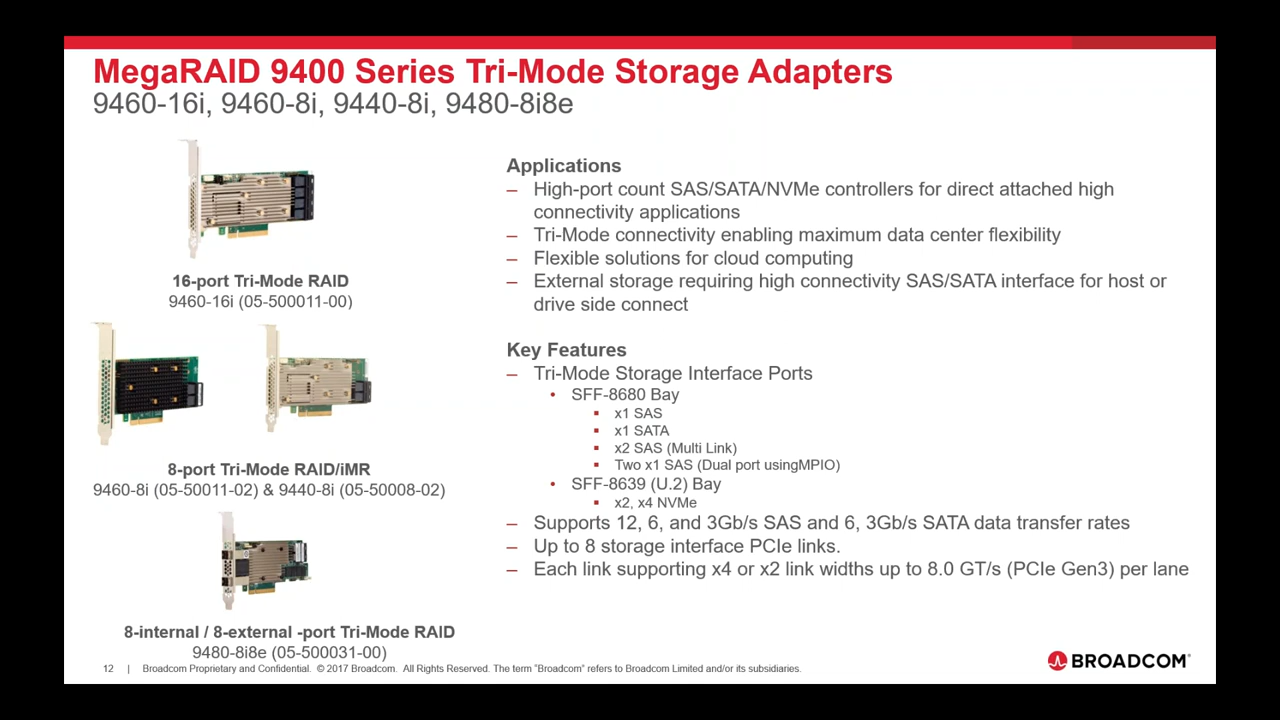 MegaRAID 9400 Series Tri-Mode Storage Adapters
9460-16i, 9460-8i, 9440-8i, 9480-8i8e
16-port Tri-Mode RAID
9460-16i (05-500011-00)
8-port Tri-Mode RAID/iMR
9460-8i (05-50011-02) & 9440-8i (05-50008-02)
8-internal / 8-external -port Tri-Mode RAID
9480-8i8e (05-500031-00)
Applications
– High-port count SAS/SATA/NVMe controllers for direct attached high
connectivity applications
– Tri-Mode connectivity enabling maximum data center flexibility
– Flexible solutions for cloud computing
– External storage requiring high connectivity SAS/SATA interface for host or
drive side connect
Key Features
– Tri-Mode Storage Interface Ports
• SFF-8680 Bay
▪ x1 SAS
▪ x1 SATA
▪ x2 SAS (Multi Link)
▪ Two x1 SAS (Dual port usingMPIO)
• SFF-8639 (U.2) Bay
▪ x2, x4 NVMe
– Supports 12, 6, and 3Gb/s SAS and 6, 3Gb/s SATA data transfer rates
– Up to 8 storage interface PCIe links.
– Each link supporting x4 or x2 link widths up to 8.0 GT/s (PCIe Gen3) per lane
12 | Broadcom Proprietary and Confidential. © 2017 Broadcom. All Rights Reserved. The term "Broadcom" refers to Broadcom Limited and/or its subsidiaries.
BROADCOM®